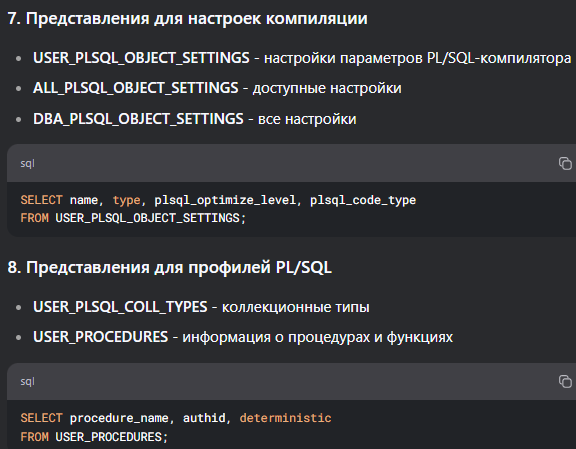 7. Представления для настроек компиляции
• USER_PLSQL_OBJECT_SETTINGS - настройки параметров PL/SQL-компилятора
• ALL_PLSQL_OBJECT_SETTINGS - доступные настройки
• DBA_PLSQL_OBJECT_SETTINGS - все настройки
sql
SELECT name, type, plsql_optimize_level, plsql_code_type
FROM USER_PLSQL_OBJECT_SETTINGS;
8. Представления для профилей PL/SQL
• USER_PLSQL_COLL_TYPES - коллекционные типы
• USER_PROCEDURES - информация о процедурах и функциях
sql
SELECT procedure_name, authid, deterministic
FROM USER_PROCEDURES;